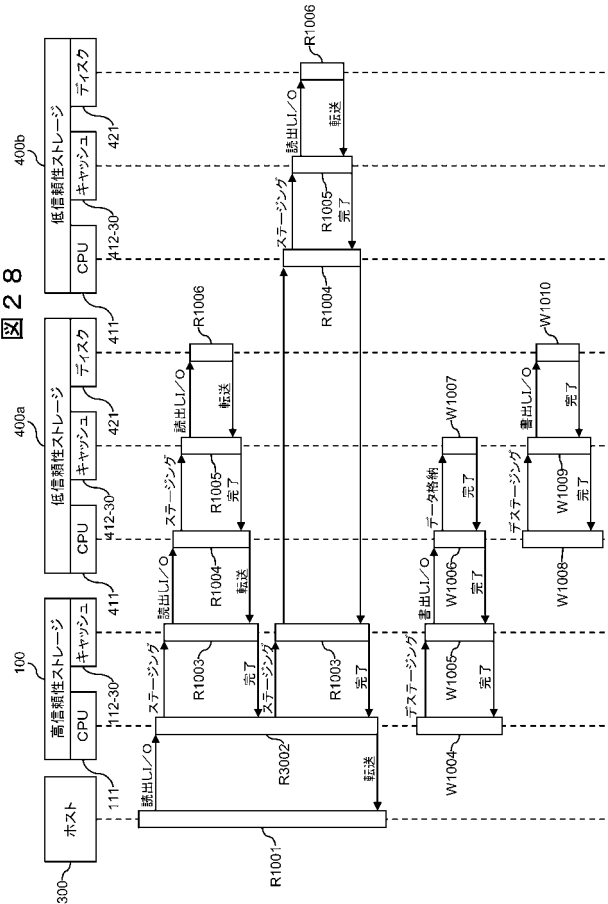 図28
300
ホスト
100
高信頼性ストレージ
CPU
キャッシュ
111
112-30
400a
低信頼性ストレージ
CPU
キャッシュ
ディスク
411
412-30
421
400b
低信頼性ストレージ
CPU
キャッシュ
ディスク
411
412-30
421
R1001
読出しI/O
転送
R3002
ステージング
完了
R1003
読出しI/O
転送
R1004
ステージング
完了
R1005
読出しI/O
転送
R1006
ステージング
完了
R1003
R1004
ステージング
完了
R1005
読出しI/O
転送
R1006
W1004
デステージング
完了
W1005
書出しI/O
完了
W1006
データ格納
完了
W1007
W1008
デステージング
完了
W1009
書出しI/O
完了
W1010